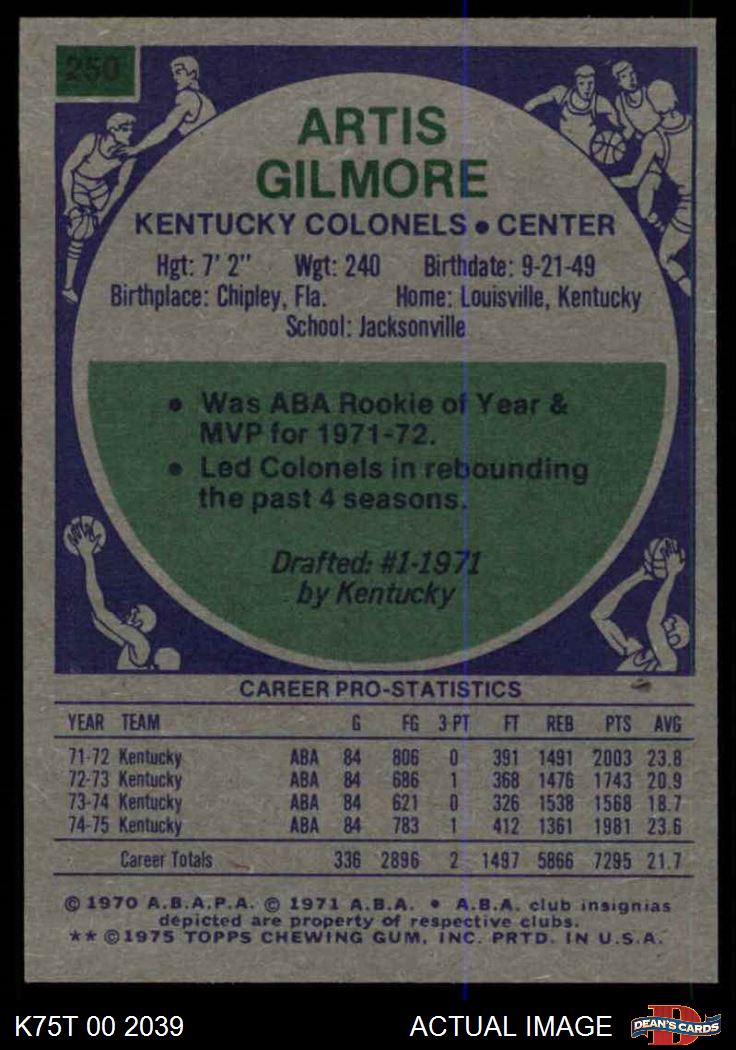 250
ARTIS
GILMORE
KENTUCKY COLONELS • CENTER
Hgt: 7' 2" Wgt: 240 Birthdate: 9-21-49
Birthplace: Chipley, Fla. Home: Louisville, Kentucky
School: Jacksonville
• Was ABA Rookie of Year &
MVP for 1971-72.
• Led Colonels in rebounding
the past 4 seasons.
Drafted: #1-1971
by Kentucky
CAREER PRO-STATISTICS
YEAR TEAM G FG 3-PT FT REB PTS AVG
71-72 Kentucky ABA 84 806 0 391 1491 2003 23.8
72-73 Kentucky ABA 84 686 1 368 1476 1743 20.9
73-74 Kentucky ABA 84 621 0 326 1538 1568 18.7
74-75 Kentucky ABA 84 783 1 412 1361 1981 23.6
Career Totals 336 2896 2 1497 5866 7295 21.7
© 1970 A.B.A.P.A. © 1971 A.B.A. • A.B.A. club insignias
depicted are property of respective clubs.
** ©1975 TOPPS CHEWING GUM, INC. PRTD. IN U.S.A.
K75T 00 2039 ACTUAL IMAGE DEAN'S CARDS